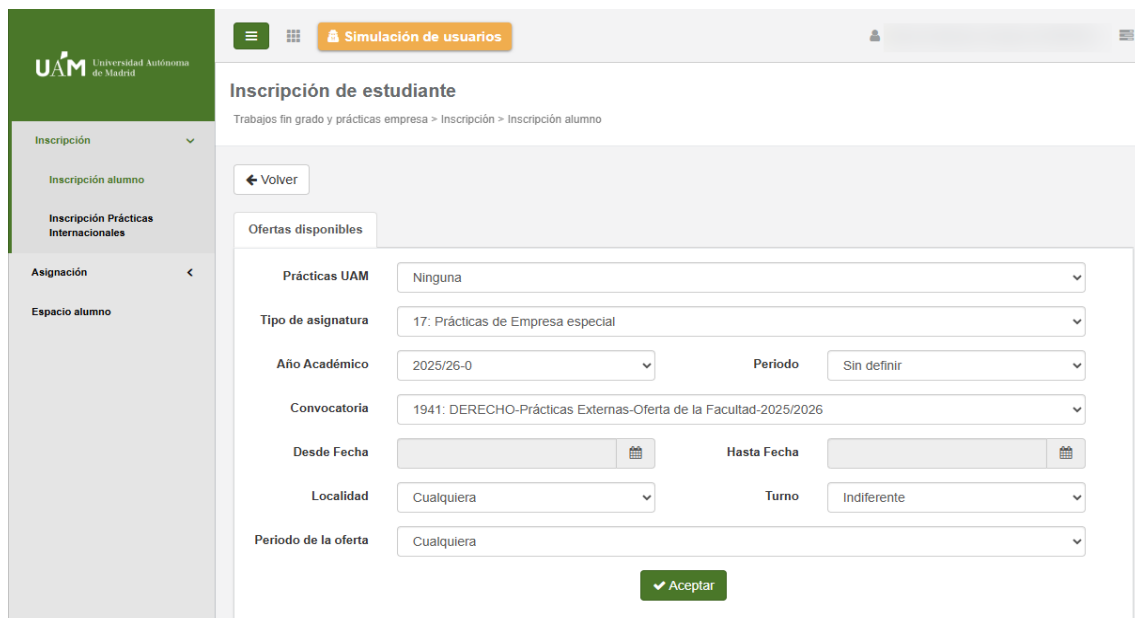 UAM Universidad Autónoma
de Madrid
Simulación de usuarios
Inscripción de estudiante
Trabajos fin grado y prácticas empresa > Inscripción > Inscripción alumno
Inscripción
Inscripción alumno
Inscripción Prácticas
Internacionales
Asignación
Espacio alumno
Volver
Ofertas disponibles
Prácticas UAM Ninguna
Tipo de asignatura 17: Prácticas de Empresa especial
Año Académico 2025/26-0 Periodo Sin definir
Convocatoria 1941: DERECHO-Prácticas Externas-Oferta de la Facultad-2025/2026
Desde Fecha Hasta Fecha
Localidad Cualquiera Turno Indiferente
Periodo de la oferta Cualquiera
Aceptar